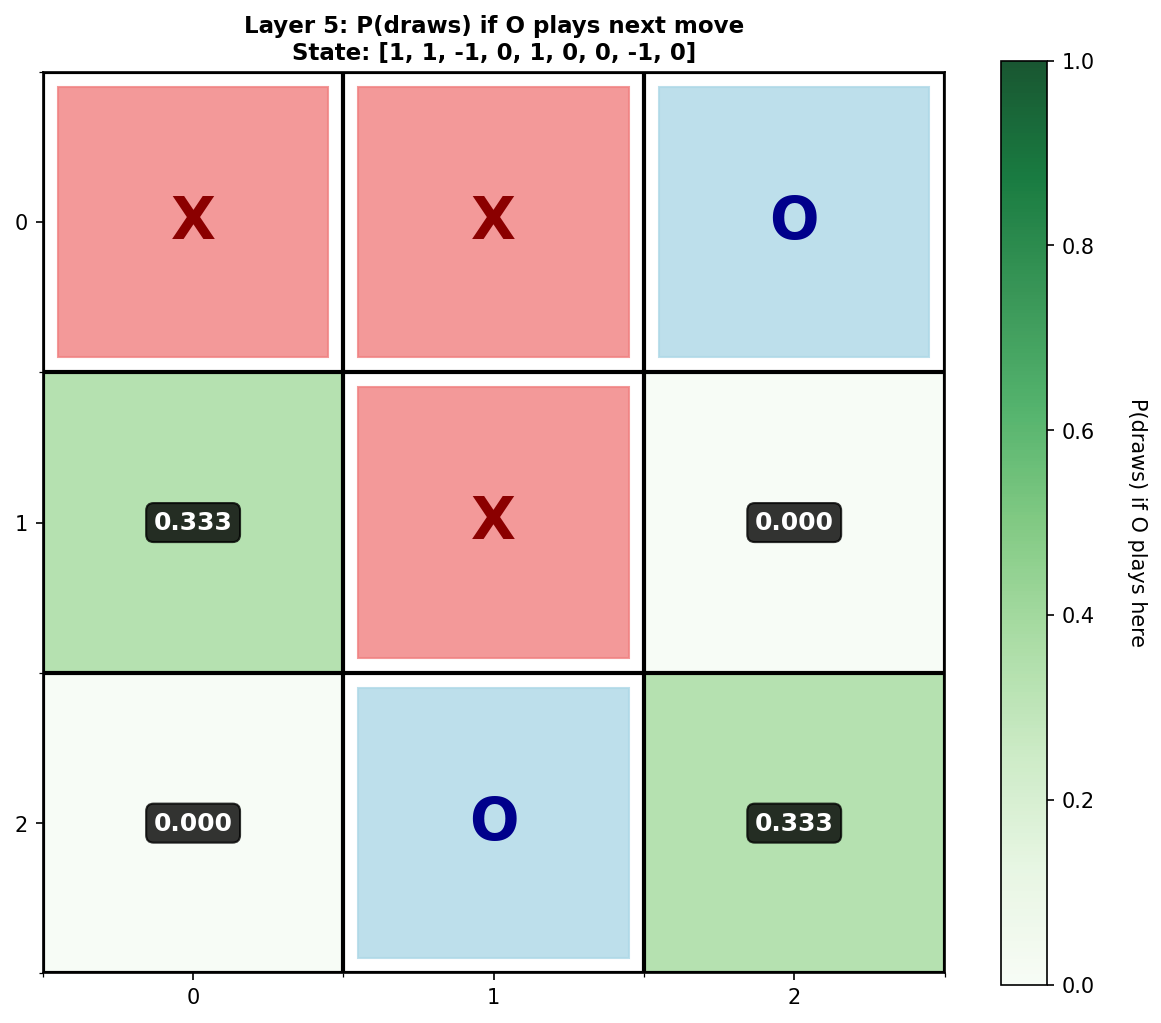 Layer 5: P(draws) if O plays next move
State: [1, 1, -1, 0, 1, 0, 0, -1, 0]
X X O
0.333 X 0.000
0.000 O 0.333
0
1
2
0 1 2
1.0
0.8
0.6
0.4
0.2
0.0
P(draws) if O plays here